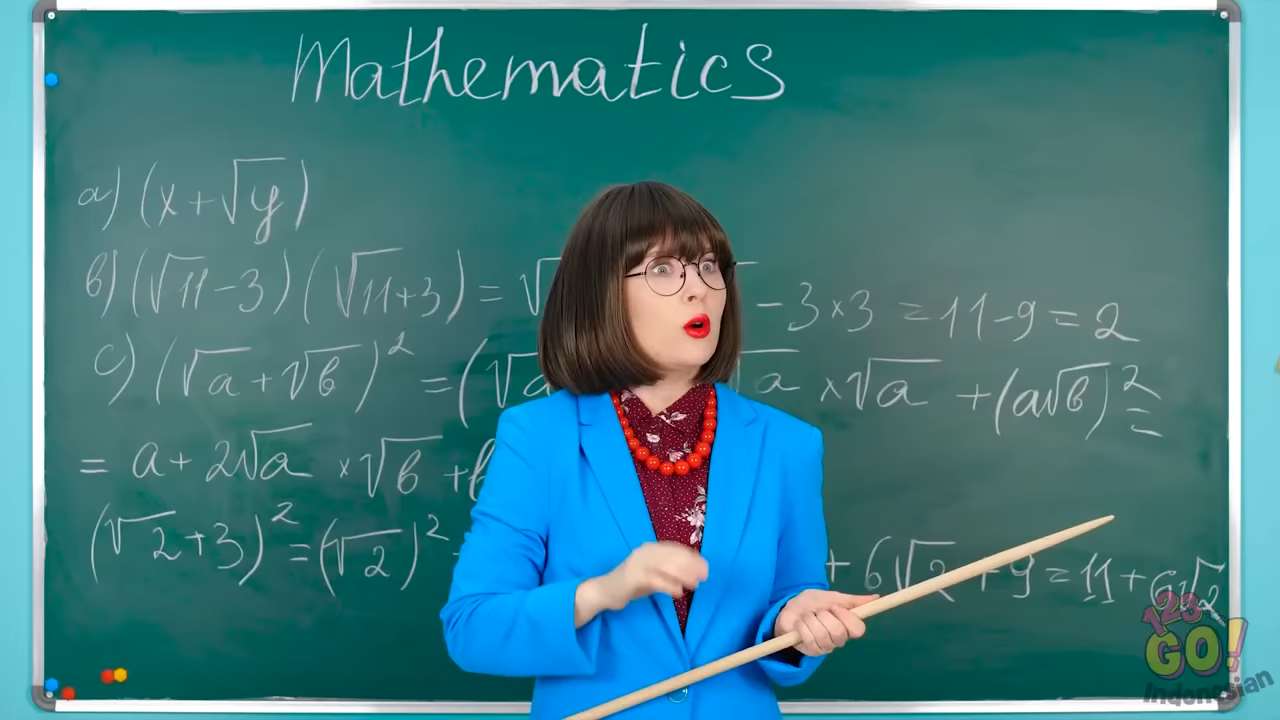 Mathematics
a) (x+√y)
в) (√11-3)(√11+3) = √ -3×3 = 11-9 = 2
c) (√a+√в)² = (√a √a ×√a +(a√в)² =
= a+2√a ×√в +
(√2+3)² = (√2)² - +6√2 +9 = 11+6√2
123 GO!
Indonesian